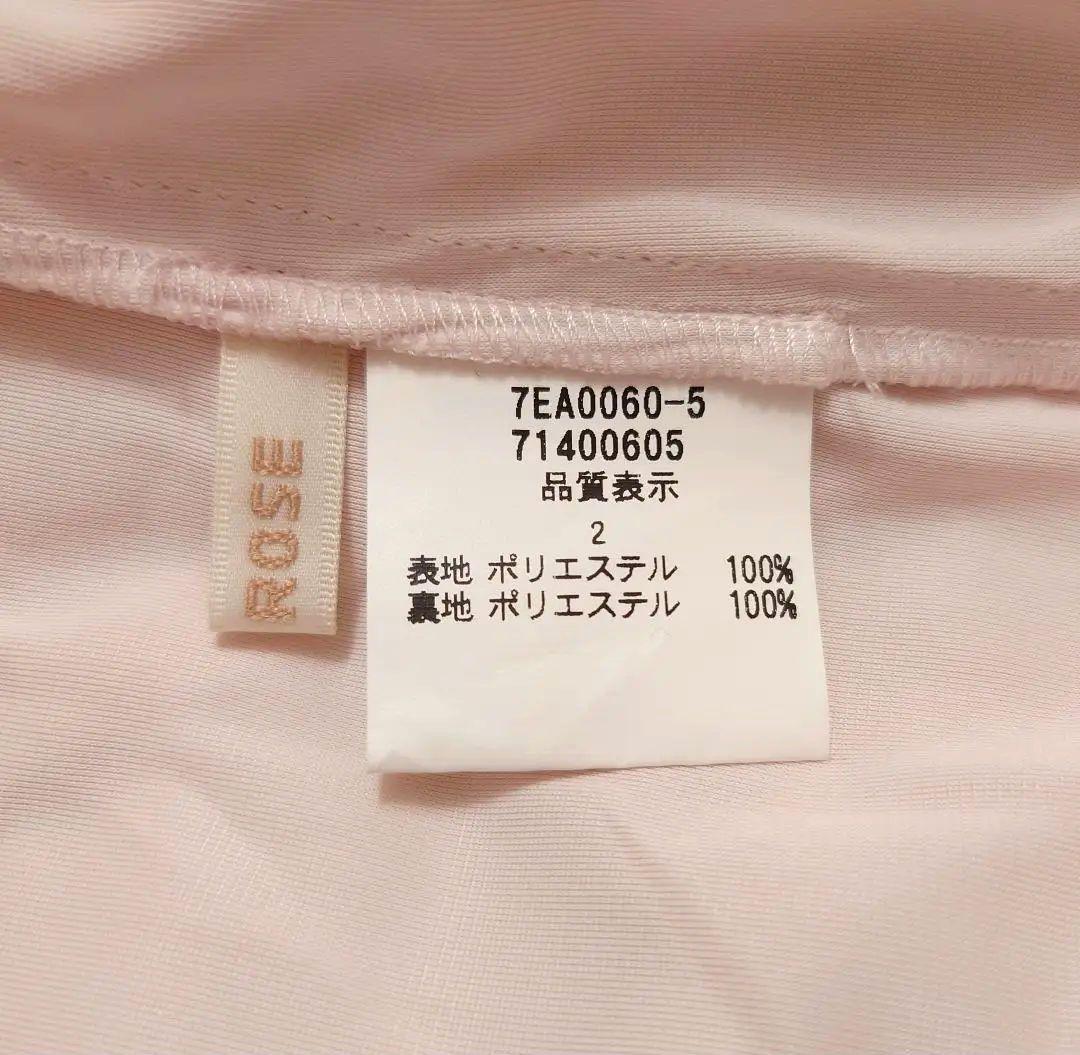 ROSE
7EA0060-5
71400605
品質表示
2
表地 ポリエステル 100%
裏地 ポリエステル 100%